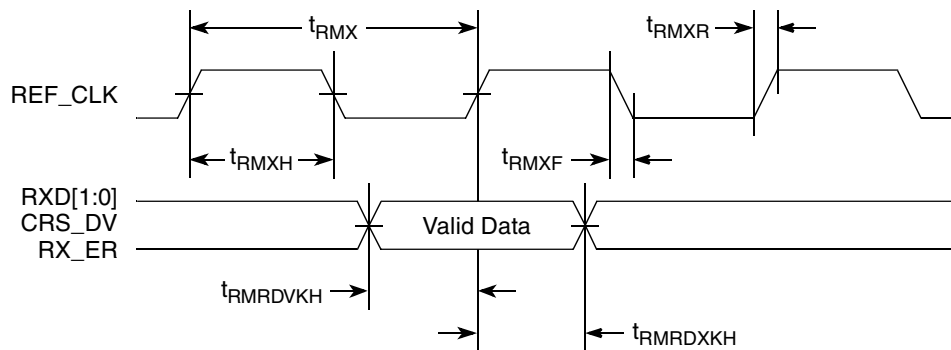 tRMX
tRMXR
REF_CLK
tRMXH
tRMXF
RXD[1:0]
CRS_DV
RX_ER
Valid Data
tRMRDVKH
tRMRDXKH